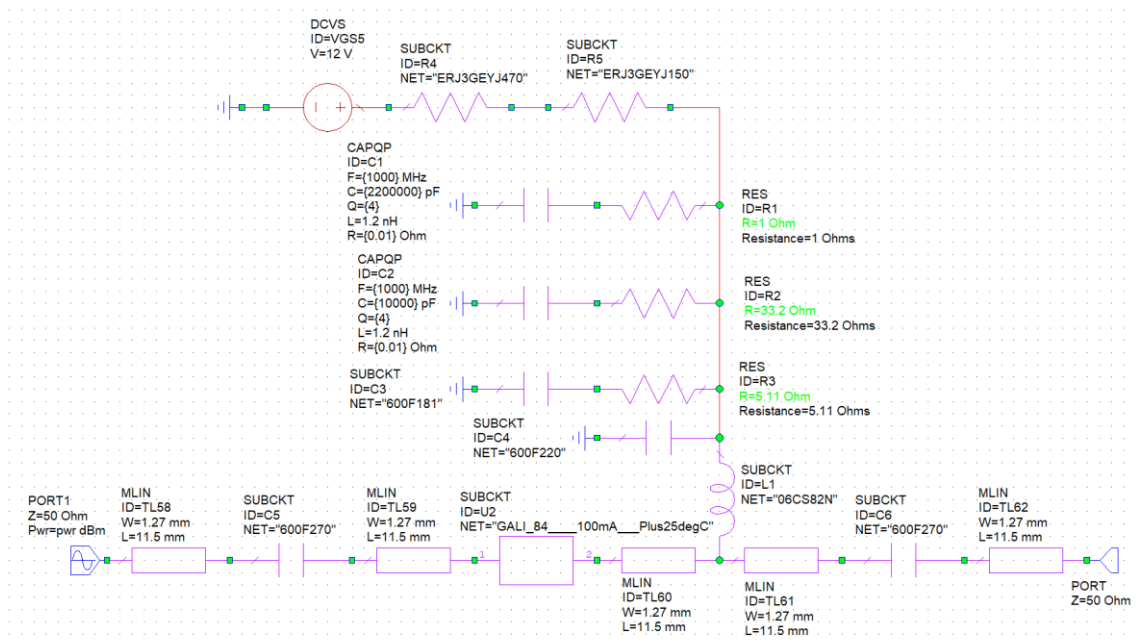 DCVS
ID=VGS5
V=12 V
SUBCKT
ID=R4
NET="ERJ3GEYJ470"
SUBCKT
ID=R5
NET="ERJ3GEYJ150"
CAPQP
ID=C1
F={1000} MHz
C={2200000} pF
Q={4}
L=1.2 nH
R={0.01} Ohm
RES
ID=R1
R=1 Ohm
Resistance=1 Ohms
CAPQP
ID=C2
F={1000} MHz
C={10000} pF
Q={4}
L=1.2 nH
R={0.01} Ohm
RES
ID=R2
R=33.2 Ohm
Resistance=33.2 Ohms
SUBCKT
ID=C3
NET="600F181"
RES
ID=R3
R=5.11 Ohm
Resistance=5.11 Ohms
SUBCKT
ID=C4
NET="600F220"
SUBCKT
ID=L1
NET="06CS82N"
PORT1
Z=50 Ohm
Pwr=pwr dBm
MLIN
ID=TL58
W=1.27 mm
L=11.5 mm
SUBCKT
ID=C5
NET="600F270"
MLIN
ID=TL59
W=1.27 mm
L=11.5 mm
SUBCKT
ID=U2
NET="GALI_84____100mA___Plus25degC"
1
2
MLIN
ID=TL60
W=1.27 mm
L=11.5 mm
MLIN
ID=TL61
W=1.27 mm
L=11.5 mm
SUBCKT
ID=C6
NET="600F270"
MLIN
ID=TL62
W=1.27 mm
L=11.5 mm
PORT
Z=50 Ohm